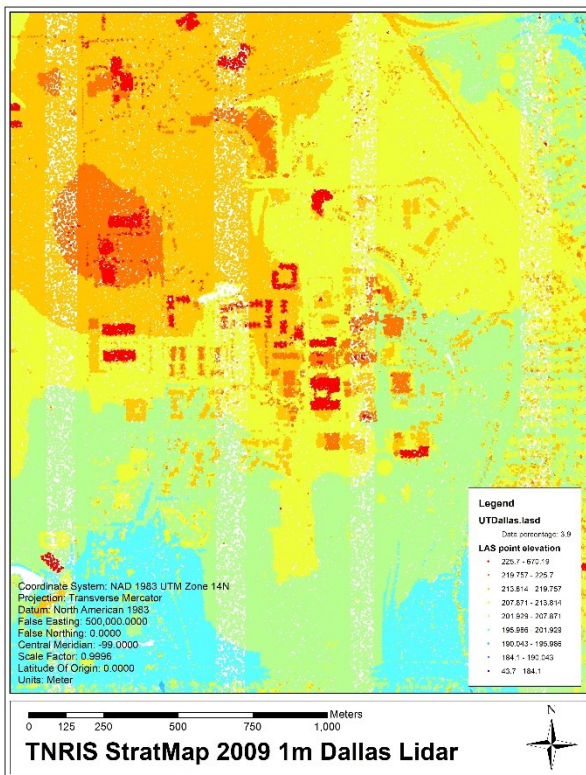 Legend
UTDallas.lasd
Data percentage: 3.9
LAS point elevation
225.7 - 670.19
219.757 - 225.7
213.814 - 219.757
207.871 - 213.814
201.929 - 207.871
195.986 - 201.929
190.043 - 195.986
184.1 - 190.043
43.7 - 184.1
Coordinate System: NAD 1983 UTM Zone 14N
Projection: Transverse Mercator
Datum: North American 1983
False Easting: 500,000.0000
False Northing: 0.0000
Central Meridian: -99.0000
Scale Factor: 0.9996
Latitude Of Origin: 0.0000
Units: Meter
Meters
0 125 250 500 750 1,000
N
TNRIS StratMap 2009 1m Dallas Lidar